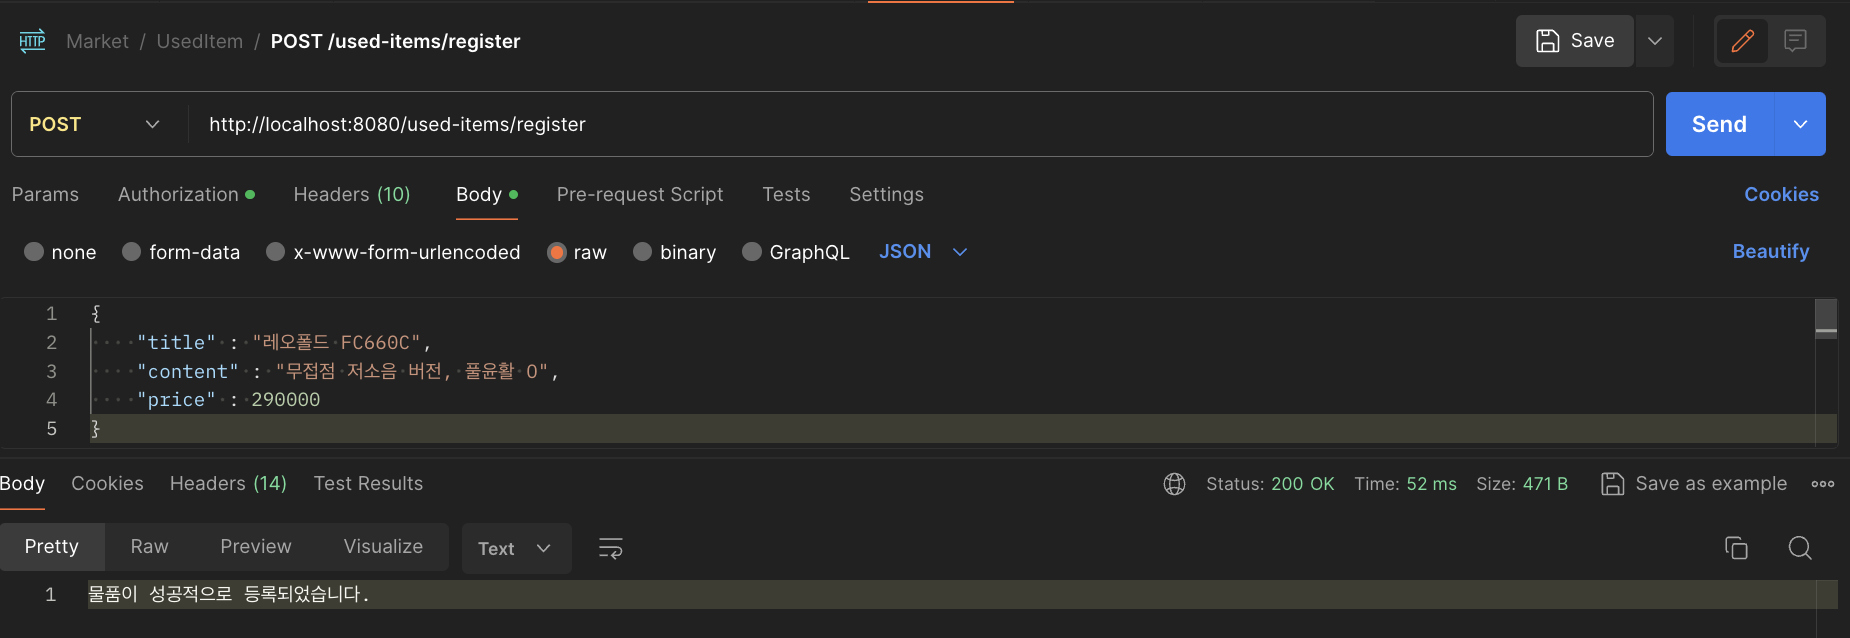 HTTP Market / UsedItem / POST /used-items/register Save
POST http://localhost:8080/used-items/register Send
Params Authorization Headers (10) Body Pre-request Script Tests Settings Cookies
none form-data x-www-form-urlencoded raw binary GraphQL JSON Beautify
1 {
2 "title" : "레오폴드 FC660C",
3 "content" : "무접점 저소음 버전, 풀윤활 O",
4 "price" : 290000
5 }
Body Cookies Headers (14) Test Results Status: 200 OK Time: 52 ms Size: 471 B Save as example
Pretty Raw Preview Visualize Text
1 물품이 성공적으로 등록되었습니다.